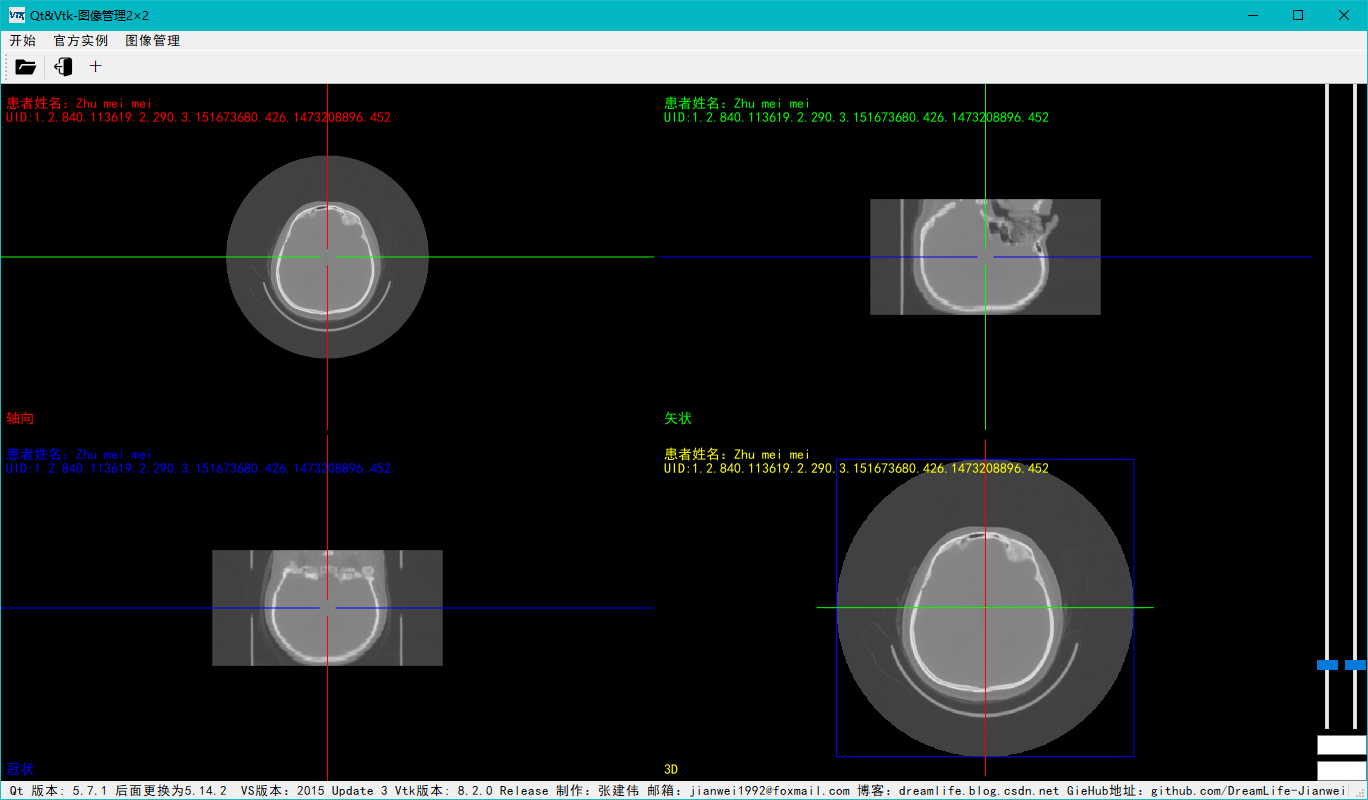 VTK Qt&Vtk-图像管理2×2
开始 官方实例 图像管理
患者姓名: Zhu mei mei
UID:1.2.840.113619.2.290.3.151673680.426.1473208896.452
轴向
患者姓名: Zhu mei mei
UID:1.2.840.113619.2.290.3.151673680.426.1473208896.452
矢状
患者姓名: Zhu mei mei
UID:1.2.840.113619.2.290.3.151673680.426.1473208896.452
冠状
患者姓名: Zhu mei mei
UID:1.2.840.113619.2.290.3.151673680.426.1473208896.452
3D
Qt 版本: 5.7.1 后面更换为5.14.2 VS版本: 2015 Update 3 Vtk版本: 8.2.0 Release 制作: 张建伟 邮箱: jianwei1992@foxmail.com 博客: dreamlife.blog.csdn.net GieHub地址: github.com/DreamLife-Jianwei